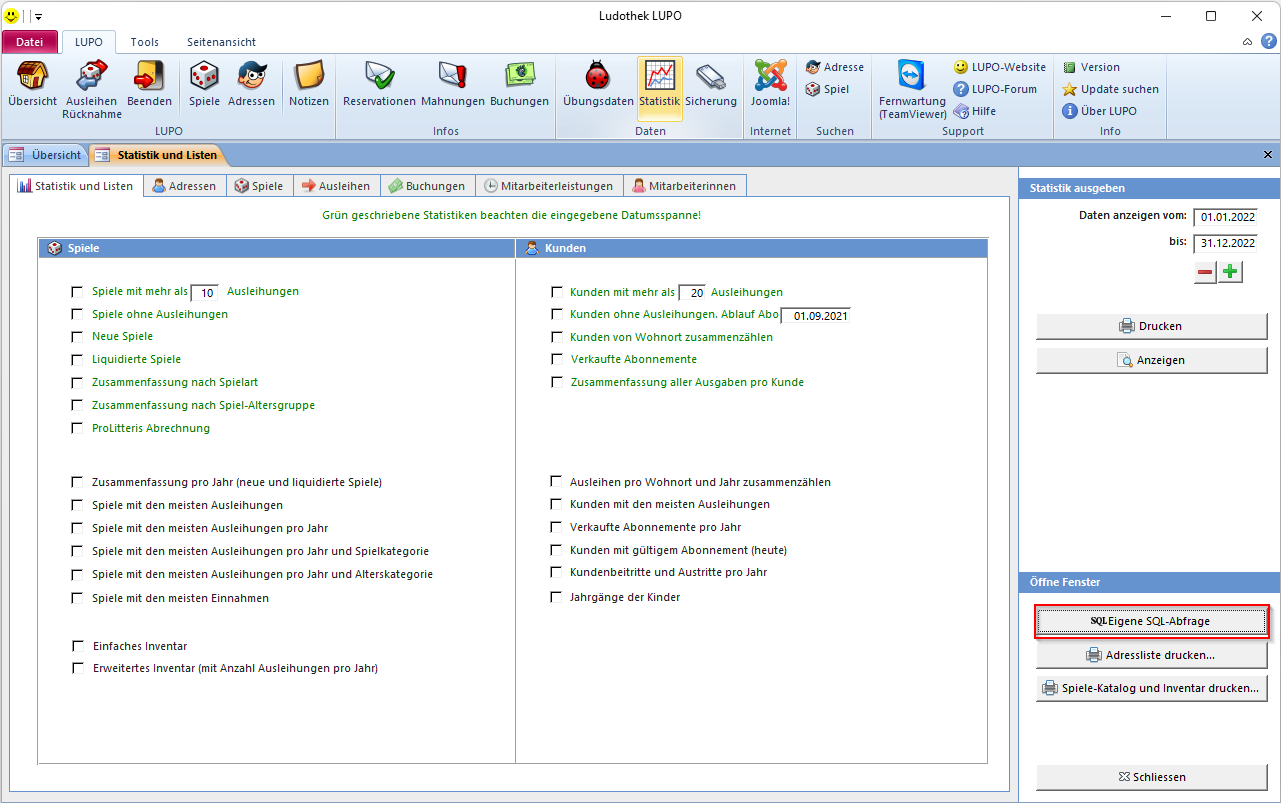 Ludothek LUPO
Datei LUPO Tools Seitenansicht
Übersicht Ausleihen Rücknahme Beenden Spiele Adressen Notizen Reservationen Mahnungen Buchungen Übungsdaten Statistik Sicherung Joomla! Adresse Spiel Fernwartung (TeamViewer) LUPO-Website LUPO-Forum Hilfe Version Update suchen Über LUPO
LUPO Infos Daten Internet Suchen Support Info
Übersicht Statistik und Listen
Statistik und Listen Adressen Spiele Ausleihen Buchungen Mitarbeiterleistungen Mitarbeiterinnen
Grün geschriebene Statistiken beachten die eingegebene Datumsspanne!
Spiele
Spiele mit mehr als 10 Ausleihungen
Spiele ohne Ausleihungen
Neue Spiele
Liquidierte Spiele
Zusammenfassung nach Spielart
Zusammenfassung nach Spiel-Altersgruppe
ProLitteris Abrechnung
Zusammenfassung pro Jahr (neue und liquidierte Spiele)
Spiele mit den meisten Ausleihungen
Spiele mit den meisten Ausleihungen pro Jahr
Spiele mit den meisten Ausleihungen pro Jahr und Spielkategorie
Spiele mit den meisten Ausleihungen pro Jahr und Alterskategorie
Spiele mit den meisten Einnahmen
Einfaches Inventar
Erweitertes Inventar (mit Anzahl Ausleihungen pro Jahr)
Kunden
Kunden mit mehr als 20 Ausleihungen
Kunden ohne Ausleihungen. Ablauf Abo 01.09.2021
Kunden von Wohnort zusammenzählen
Verkaufte Abonnemente
Zusammenfassung aller Ausgaben pro Kunde
Ausleihen pro Wohnort und Jahr zusammenzählen
Kunden mit den meisten Ausleihungen
Verkaufte Abonnemente pro Jahr
Kunden mit gültigem Abonnement (heute)
Kundenbeitritte und Austritte pro Jahr
Jahrgänge der Kinder
Statistik ausgeben
Daten anzeigen vom: 01.01.2022
bis: 31.12.2022
Drucken
Anzeigen
Öffne Fenster
SQL Eigene SQL-Abfrage
Adressliste drucken...
Spiele-Katalog und Inventar drucken...
Schliessen